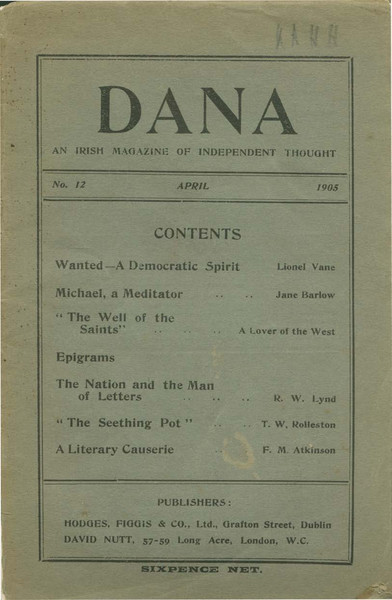 DANA
AN IRISH MAGAZINE OF INDEPENDENT THOUGHT
No. 12 APRIL 1905
CONTENTS
Wanted—A Democratic Spirit Lionel Vane
Michael, a Meditator .. .. Jane Barlow
"The Well of the
Saints" .. .. .. A Lover of the West
Epigrams
The Nation and the Man
of Letters .. .. .. R. W. Lynd
"The Seething Pot" .. .. T. W. Rolleston
A Literary Causerie .. F. M. Atkinson
PUBLISHERS:
HODGES, FIGGIS & CO., Ltd., Grafton Street, Dublin
DAVID NUTT, 57-59 Long Acre, London, W.C.
SIXPENCE NET.